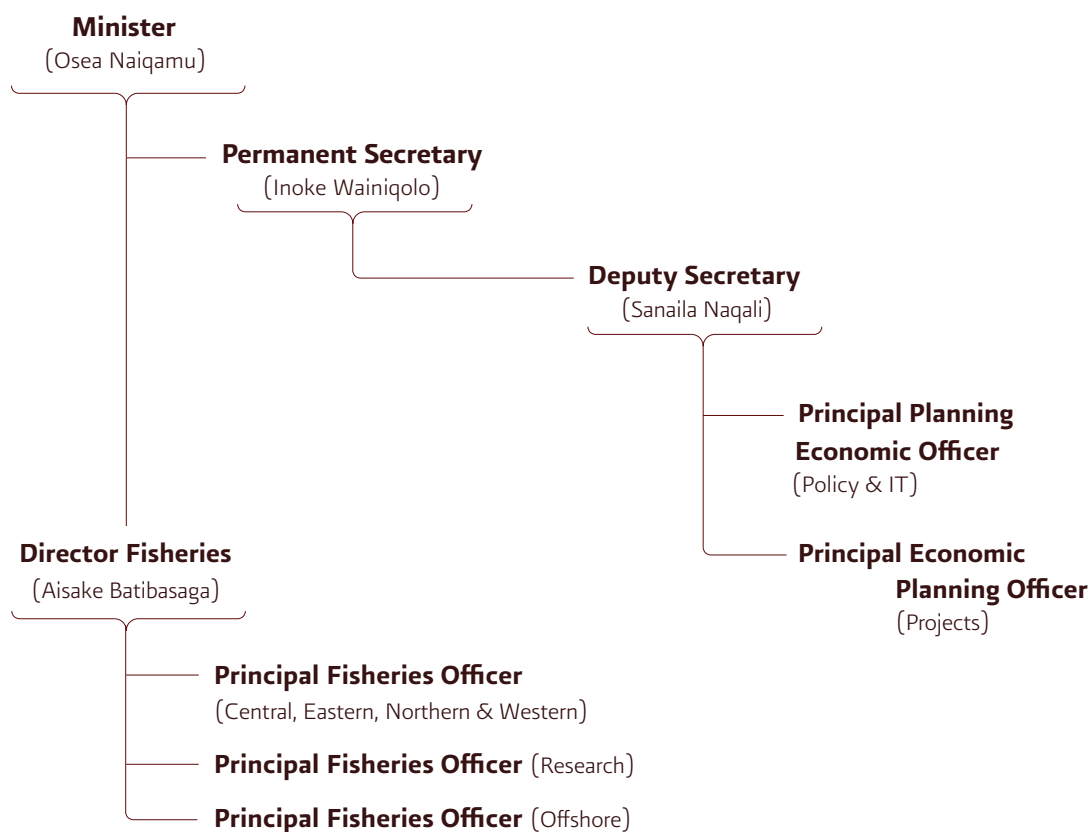 Minister
(Osea Naiqamu)
Permanent Secretary
(Inoke Wainiqolo)
Deputy Secretary
(Sanaila Naqali)
Principal Planning
Economic Officer
(Policy & IT)
Director Fisheries
(Aisake Batibasaga)
Principal Economic
Planning Officer
(Projects)
Principal Fisheries Officer
(Central, Eastern, Northern & Western)
Principal Fisheries Officer (Research)
Principal Fisheries Officer (Offshore)